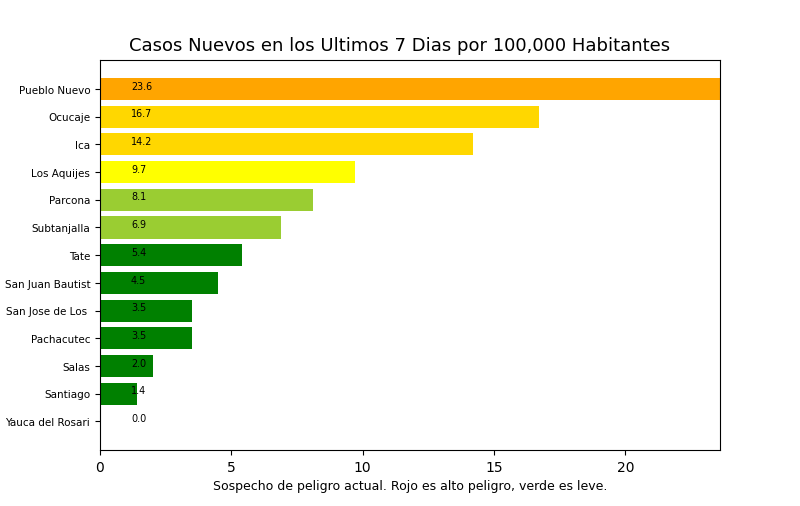 Casos Nuevos en los Ultimos 7 Dias por 100,000 Habitantes
Pueblo Nuevo 23.6
Ocucaje 16.7
Ica 14.2
Los Aquijes 9.7
Parcona 8.1
Subtanjalla 6.9
Tate 5.4
San Juan Bautist 4.5
San Jose de Los 3.5
Pachacutec 3.5
Salas 2.0
Santiago 1.4
Yauca del Rosari 0.0
0 5 10 15 20
Sospecho de peligro actual. Rojo es alto peligro, verde es leve.